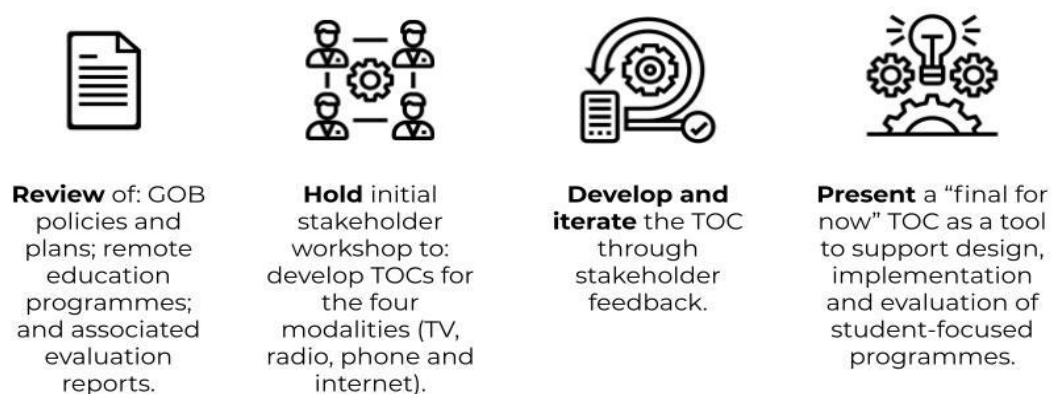 Review of: GOB
policies and
plans; remote
education
programmes;
and associated
evaluation
reports.
Hold initial
stakeholder
workshop to:
develop TOCs for
the four
modalities (TV,
radio, phone and
internet).
Develop and
iterate the TOC
through
stakeholder
feedback.
Present a “final for
now” TOC as a tool
to support design,
implementation
and evaluation of
student-focused
programmes.